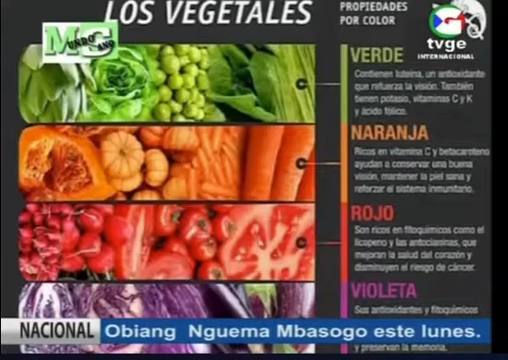 LOS VEGETALES
PROPIEDADES
POR COLOR
MUNDO SANO
tvge
INTERNACIONAL
VERDE
Contienen luteína, un antioxidante
que refuerza la visión. También
tienen potasio, vitaminas C y K
y ácido fólico.
NARANJA
Ricos en vitamina C y betacaroteno
ayudan a conservar una buena
visión, mantener la piel sana y
reforzar el sistema inmunitario.
ROJO
Son ricos en fitoquímicos como el
licopeno y las antocianinas, que
mejoran la salud del corazón y
disminuyen el riesgo de cáncer.
VIOLETA
Sus antioxidantes y fitoquímicos
y preservan la memoria.
NACIONAL Obiang Nguema Mbasogo este lunes.